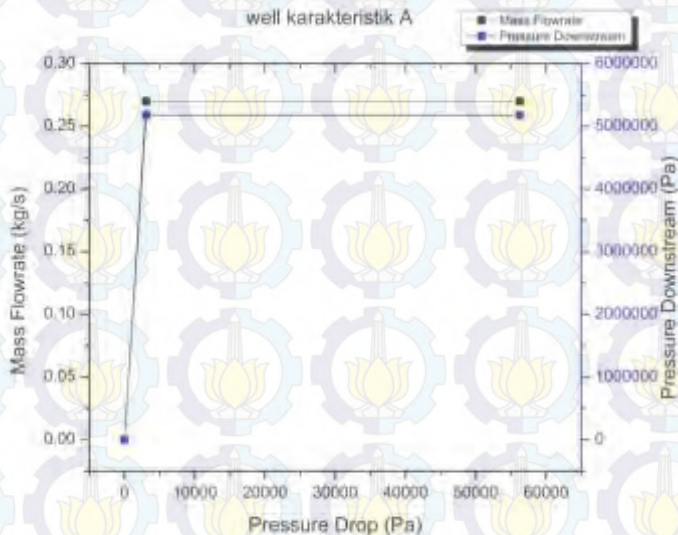 well karakteristik A
Mass Flowrate
Pressure Downstream
0.30
0.25
0.20
0.15
0.10
0.05
0.00
Mass Flowrate (kg/s)
6000000
5000000
4000000
3000000
2000000
1000000
0
Pressure Downstream (Pa)
0 10000 20000 30000 40000 50000 60000
Pressure Drop (Pa)